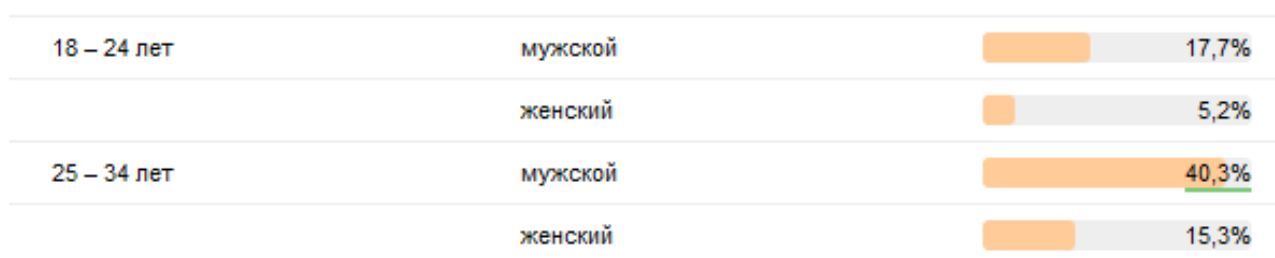 18 – 24 лет мужской 17,7%
женский 5,2%
25 – 34 лет мужской 40,3%
женский 15,3%